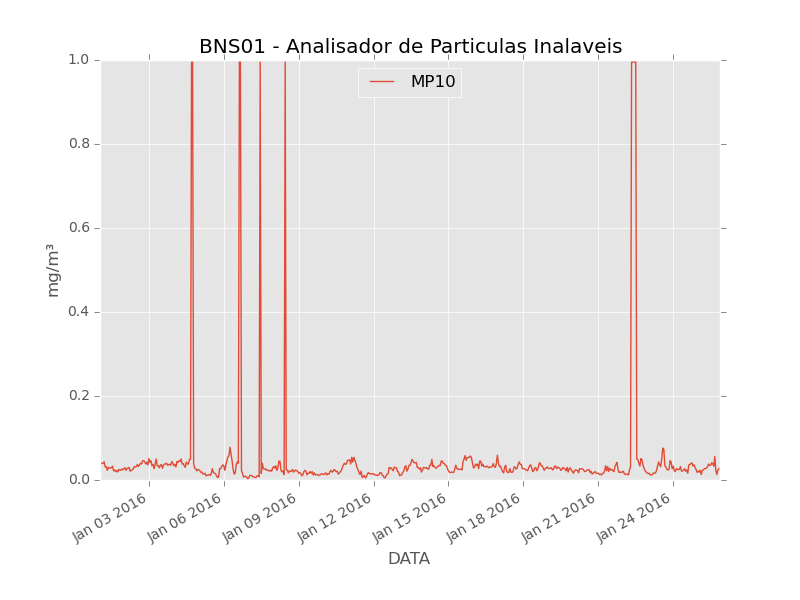 BNS01 - Analisador de Particulas Inalaveis
MP10
1.0
0.8
0.6
0.4
0.2
0.0
mg/m³
Jan 03 2016
Jan 06 2016
Jan 09 2016
Jan 12 2016
Jan 15 2016
Jan 18 2016
Jan 21 2016
Jan 24 2016
DATA